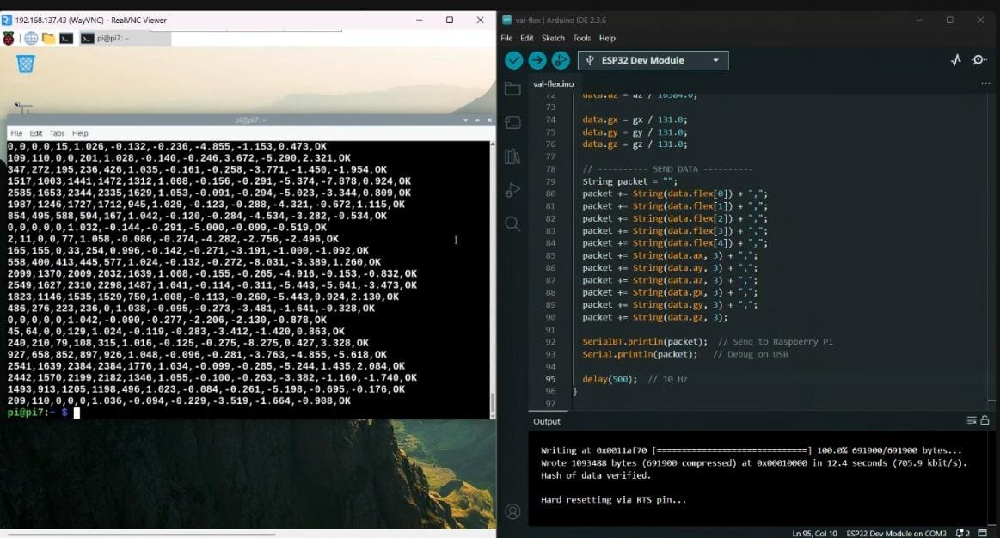 192.168.137.43 (WayVNC) - RealVNC Viewer
pi@pi7: ~
pi@pi7: ~
File Edit Tabs Help
0,0,0,0,15,1.026,-0.132,-0.236,-4.855,-1.153,0.473,OK
109,110,0,0,201,1.028,-0.140,-0.246,3.672,-5.290,2.321,OK
347,272,195,236,426,1.035,-0.161,-0.258,-3.771,-1.450,-1.954,OK
1517,1003,1441,1472,1312,1.008,-0.156,-0.291,-5.374,-7.878,0.924,OK
2585,1653,2344,2335,1629,1.053,-0.091,-0.294,-5.023,-3.344,0.809,OK
1987,1246,1727,1712,945,1.029,-0.123,-0.288,-4.321,-0.672,1.115,OK
854,495,588,594,167,1.042,-0.120,-0.284,-4.534,-3.282,-0.534,OK
0,0,0,0,0,1.032,-0.144,-0.291,-5.000,-0.099,-0.519,OK
2,11,0,0,77,1.058,-0.086,-0.274,-4.282,-2.756,-2.496,OK
165,155,0,33,254,0.996,-0.142,-0.271,-3.191,-1.000,-1.092,OK
558,400,413,445,577,1.024,-0.132,-0.272,-8.031,-3.389,1.260,OK
2099,1370,2009,2032,1639,1.008,-0.155,-0.265,-4.916,-0.153,-0.832,OK
2549,1627,2310,2298,1487,1.041,-0.114,-0.311,-5.443,-5.641,-3.473,OK
1823,1146,1535,1529,750,1.008,-0.113,-0.260,-5.443,0.924,2.130,OK
486,276,223,236,0,1.038,-0.095,-0.273,-3.481,-1.641,-0.328,OK
0,0,0,0,0,1.042,-0.090,-0.277,-2.206,-2.130,-0.878,OK
45,64,0,0,129,1.024,-0.119,-0.283,-3.412,-1.420,0.863,OK
240,210,79,108,315,1.016,-0.125,-0.275,-8.275,0.427,3.328,OK
927,658,852,897,926,1.048,-0.096,-0.281,-3.763,-4.855,-5.618,OK
2541,1639,2384,2384,1776,1.034,-0.099,-0.285,-5.244,1.435,2.084,OK
2442,1570,2199,2182,1346,1.055,-0.100,-0.263,-3.382,-1.160,-1.740,OK
1493,913,1205,1198,496,1.023,-0.084,-0.261,-5.198,-0.695,-0.176,OK
209,110,0,0,0,1.036,-0.094,-0.229,-3.519,-1.664,-0.908,OK
pi@pi7:~ $
val-flex | Arduino IDE 2.3.6
File Edit Sketch Tools Help
ESP32 Dev Module
val-flex.ino
72 data.az = az / 16384.0;
73
74 data.gx = gx / 131.0;
75 data.gy = gy / 131.0;
76 data.gz = gz / 131.0;
77
78 // ---------- SEND DATA ----------
79 String packet = "";
80 packet += String(data.flex[0]) + ",";
81 packet += String(data.flex[1]) + ",";
82 packet += String(data.flex[2]) + ",";
83 packet += String(data.flex[3]) + ",";
84 packet += String(data.flex[4]) + ",";
85 packet += String(data.ax, 3) + ",";
86 packet += String(data.ay, 3) + ",";
87 packet += String(data.az, 3) + ",";
88 packet += String(data.gx, 3) + ",";
89 packet += String(data.gy, 3) + ",";
90 packet += String(data.gz, 3);
91
92 SerialBT.println(packet); // Send to Raspberry Pi
93 Serial.println(packet); // Debug on USB
94
95 delay(500); // 10 Hz
96 }
97
Output
Writing at 0x0011af70 [==============================] 100.0% 691900/691900 bytes...
Wrote 1093488 bytes (691900 compressed) at 0x00010000 in 12.4 seconds (705.9 kbit/s).
Hash of data verified.
Hard resetting via RTS pin...
Ln 95, Col 10 ESP32 Dev Module on COM3 2